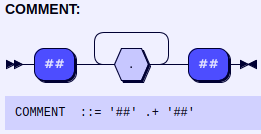 COMMENT:
## . ##
COMMENT ::= '##' .+ '##'